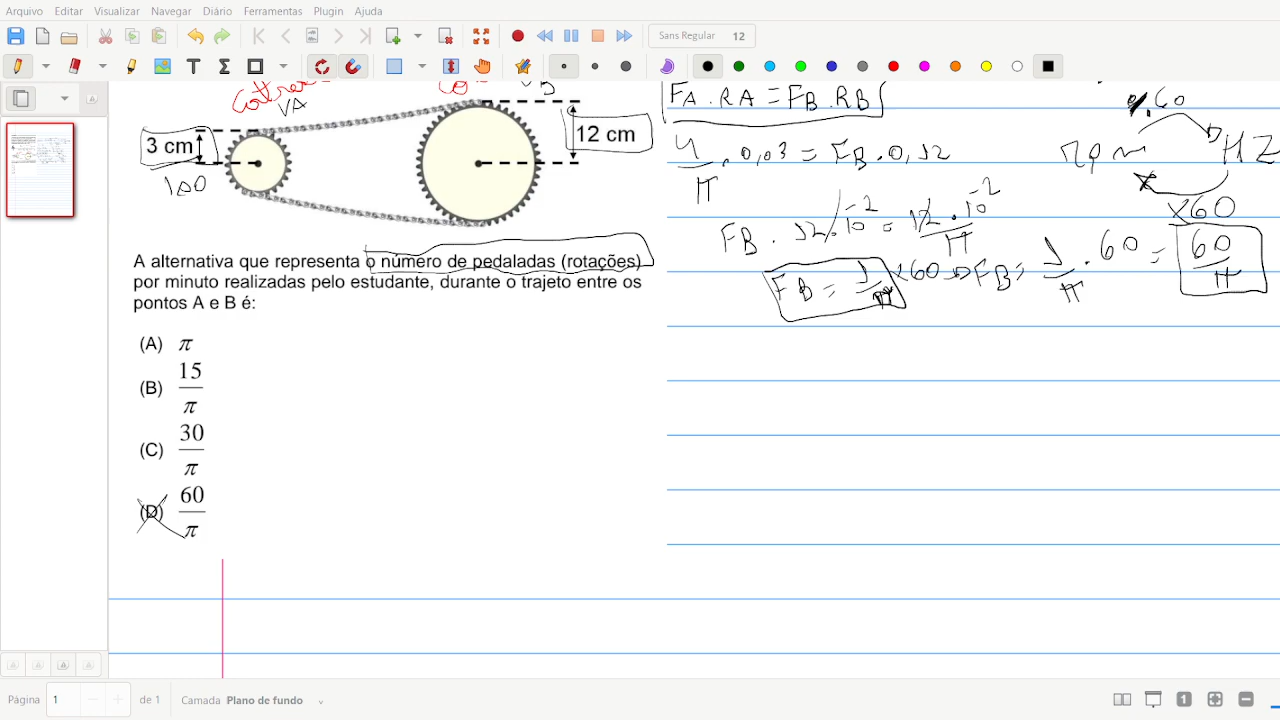 Arquivo Editar Visualizar Navegar Diário Ferramentas Plugin Ajuda
Sans Regular 12
VA
3 cm
100
12 cm
A alternativa que representa o número de pedaladas (rotações)
por minuto realizadas pelo estudante, durante o trajeto entre os
pontos A e B é:
(A) π
(B) 15/π
(C) 30/π
(D) 60/π
FA.RA = FB.RB
4/π . 0,03 = FB . 0,12
FB . 12.10^-2 = 12.10^-2/π
FB = 1/π x60 → FB = 1/π . 60 = 60/π
:60
rpm HZ
x60
Página 1 de 1 Camada Plano de fundo
1